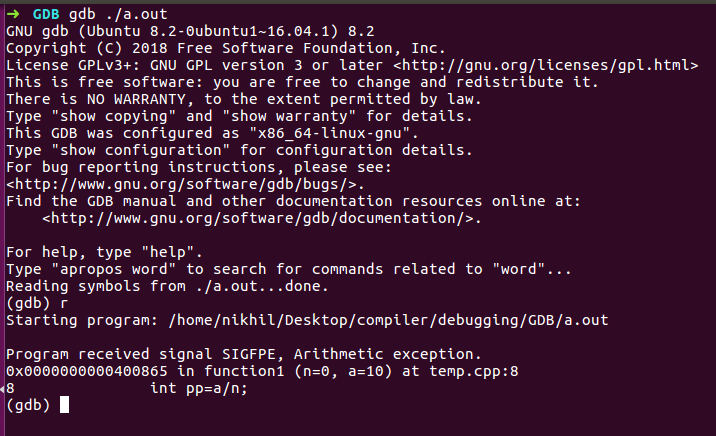 ➜ GDB gdb ./a.out
GNU gdb (Ubuntu 8.2-0ubuntu1~16.04.1) 8.2
Copyright (C) 2018 Free Software Foundation, Inc.
License GPLv3+: GNU GPL version 3 or later <http://gnu.org/licenses/gpl.html>
This is free software: you are free to change and redistribute it.
There is NO WARRANTY, to the extent permitted by law.
Type "show copying" and "show warranty" for details.
This GDB was configured as "x86_64-linux-gnu".
Type "show configuration" for configuration details.
For bug reporting instructions, please see:
<http://www.gnu.org/software/gdb/bugs/>.
Find the GDB manual and other documentation resources online at:
    <http://www.gnu.org/software/gdb/documentation/>.

For help, type "help".
Type "apropos word" to search for commands related to "word"...
Reading symbols from ./a.out...done.
(gdb) r
Starting program: /home/nikhil/Desktop/compiler/debugging/GDB/a.out

Program received signal SIGFPE, Arithmetic exception.
0x0000000000400865 in function1 (n=0, a=10) at temp.cpp:8
8               int pp=a/n;
(gdb)